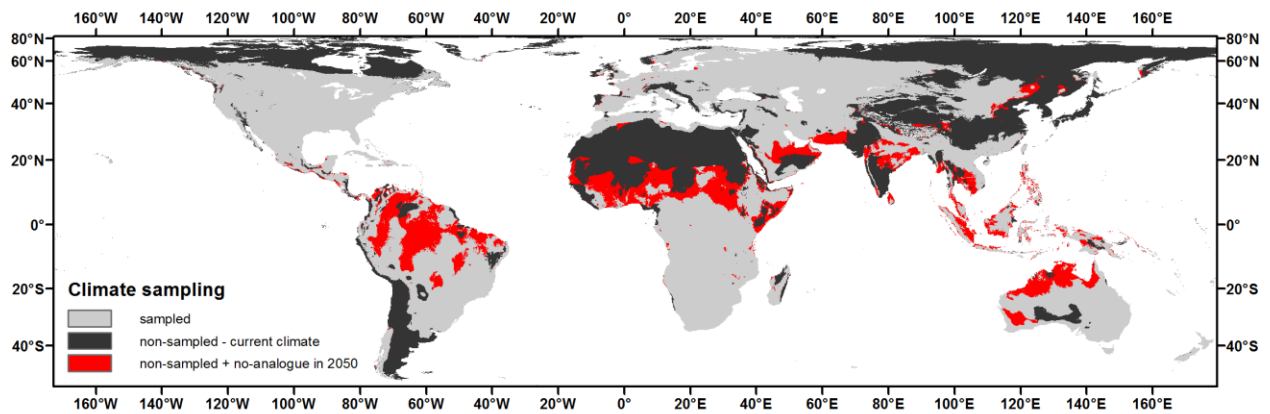 160°W 140°W 120°W 100°W 80°W 60°W 40°W 20°W 0° 20°E 40°E 60°E 80°E 100°E 120°E 140°E 160°E
80°N 80°N
60°N 60°N
40°N 40°N
20°N 20°N
0° 0°
20°S 20°S
40°S 40°S
Climate sampling
sampled
non-sampled - current climate
non-sampled + no-analogue in 2050
160°W 140°W 120°W 100°W 80°W 60°W 40°W 20°W 0° 20°E 40°E 60°E 80°E 100°E 120°E 140°E 160°E